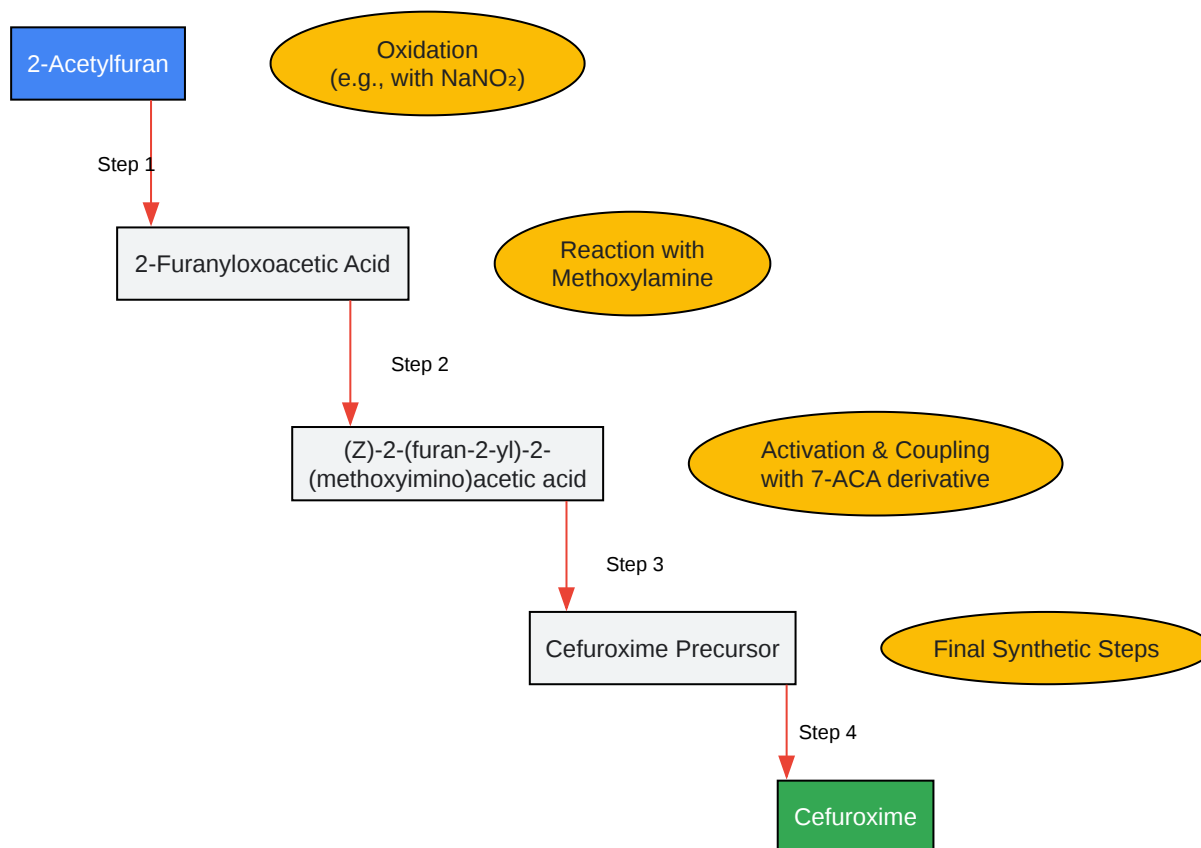 2-Acetylfuran
Oxidation
(e.g., with NaNO₂)
Step 1
2-Furanyloxoacetic Acid
Reaction with
Methoxylamine
Step 2
(Z)-2-(furan-2-yl)-2-
(methoxyimino)acetic acid
Activation & Coupling
with 7-ACA derivative
Step 3
Cefuroxime Precursor
Final Synthetic Steps
Step 4
Cefuroxime